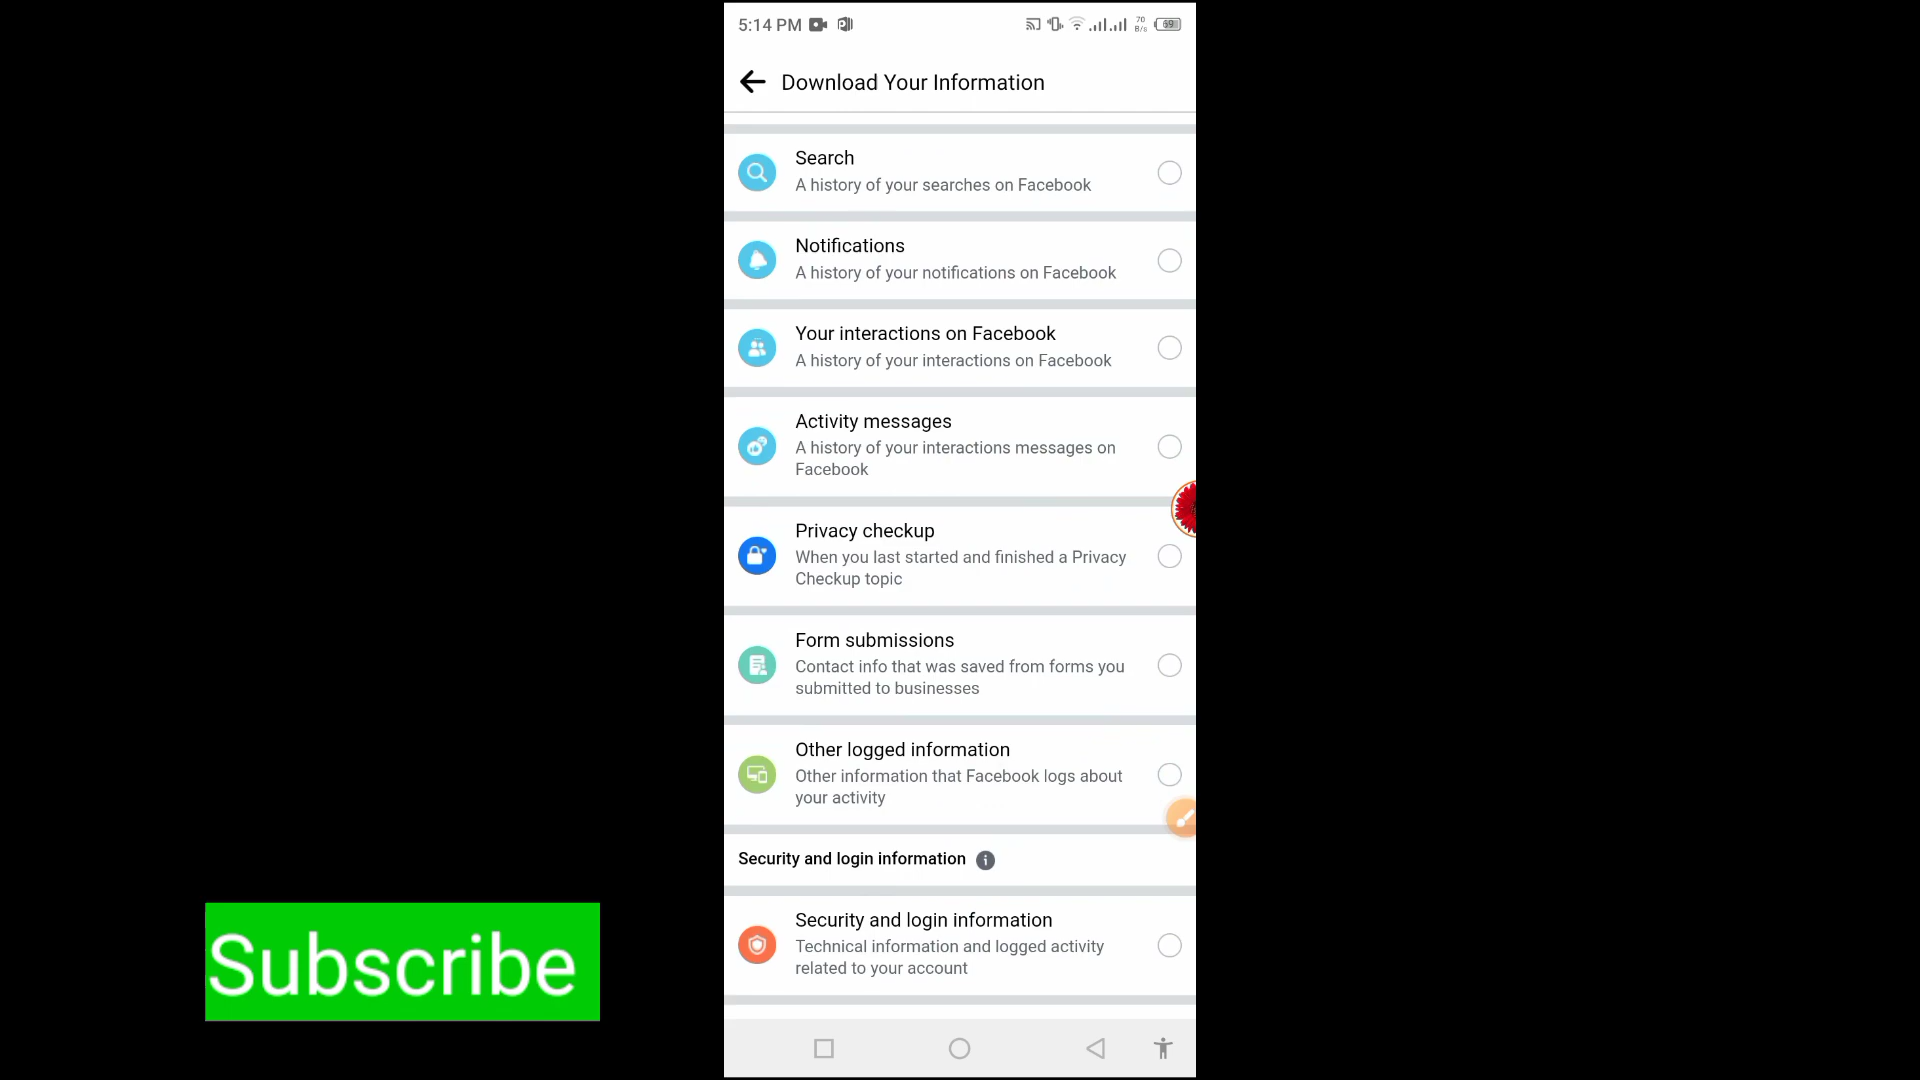 5:14 PM
70
B/s
69
Download Your Information
Search
A history of your searches on Facebook
Notifications
A history of your notifications on Facebook
Your interactions on Facebook
A history of your interactions on Facebook
Activity messages
A history of your interactions messages on
Facebook
Privacy checkup
When you last started and finished a Privacy
Checkup topic
Form submissions
Contact info that was saved from forms you
submitted to businesses
Other logged information
Other information that Facebook logs about
your activity
Security and login information
Security and login information
Technical information and logged activity
related to your account
Subscribe